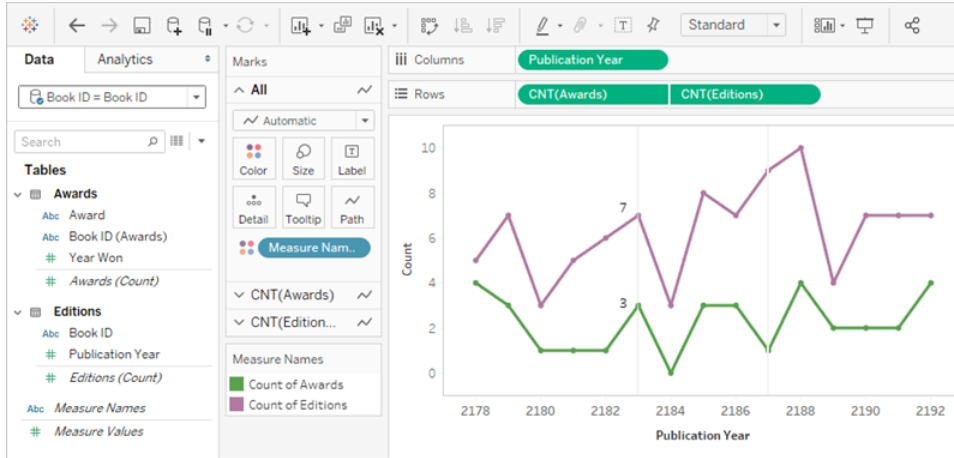 Standard
Data
Analytics
Book ID = Book ID
Search
Tables
Awards
Abc Award
Abc Book ID (Awards)
# Year Won
# Awards (Count)
Editions
Abc Book ID
# Publication Year
# Editions (Count)
Abc Measure Names
# Measure Values
Marks
All
Automatic
Color
Size
T
Label
Detail
Tooltip
Path
Measure Nam..
CNT(Awards)
CNT(Edition...
Measure Names
Count of Awards
Count of Editions
Columns
Publication Year
Rows
CNT(Awards)
CNT(Editions)
10
8
6
4
2
0
Count
7
3
2178
2180
2182
2184
2186
2188
2190
2192
Publication Year